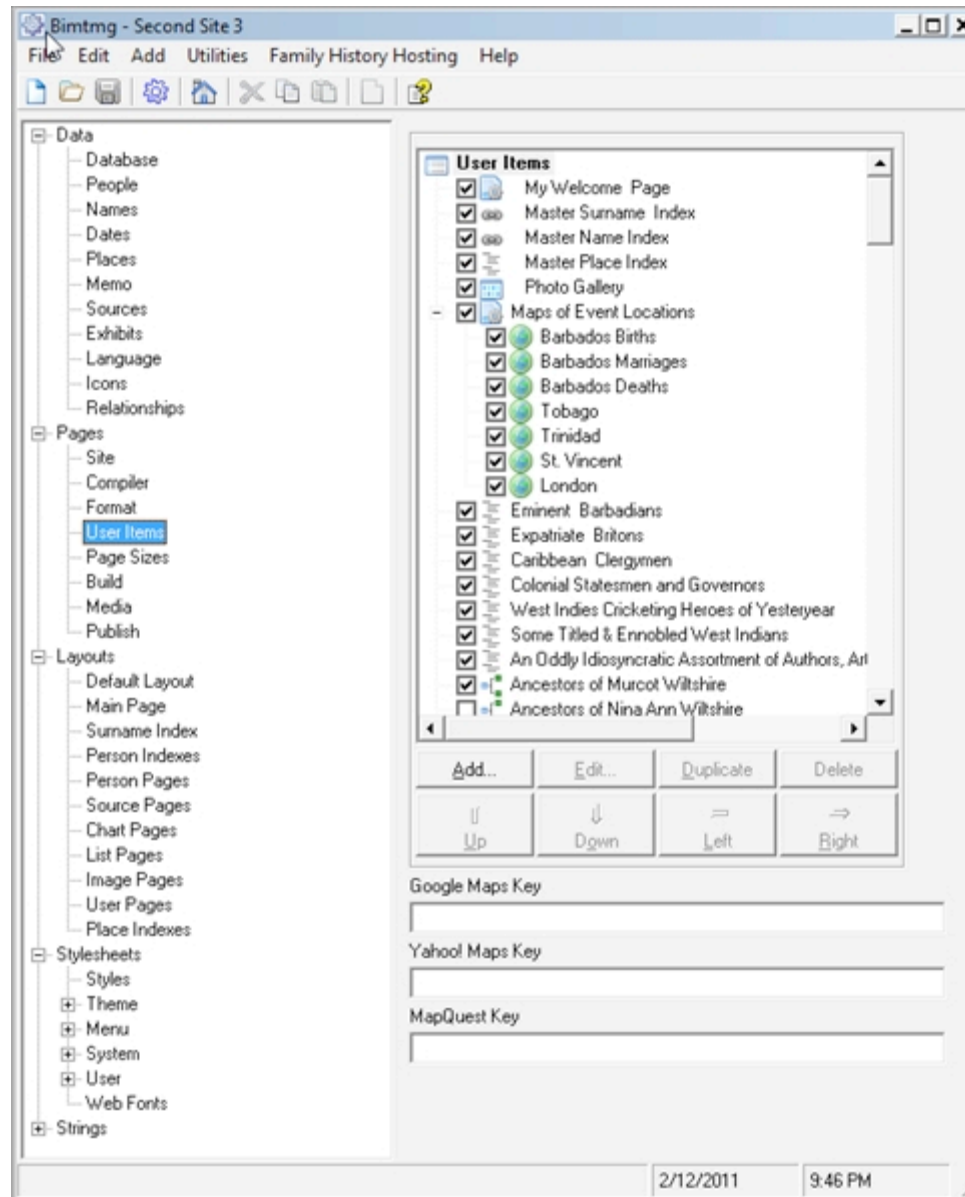 Bimtmg - Second Site 3
File Edit Add Utilities Family History Hosting Help
Data
Database
People
Names
Dates
Places
Memo
Sources
Exhibits
Language
Icons
Relationships
Pages
Site
Compiler
Format
User Items
Page Sizes
Build
Media
Publish
Layouts
Default Layout
Main Page
Surname Index
Person Indexes
Person Pages
Source Pages
Chart Pages
List Pages
Image Pages
User Pages
Place Indexes
Stylesheets
Styles
Theme
Menu
System
User
Web Fonts
Strings
User Items
My Welcome Page
Master Surname Index
Master Name Index
Master Place Index
Photo Gallery
Maps of Event Locations
Barbados Births
Barbados Marriages
Barbados Deaths
Tobago
Trinidad
St. Vincent
London
Eminent Barbadians
Expatriate Britons
Caribbean Clergymen
Colonial Statesmen and Governors
West Indies Cricketing Heroes of Yesteryear
Some Titled & Ennobled West Indians
An Oddly Idiosyncratic Assortment of Authors, Art
Ancestors of Murcot Wiltshire
Ancestors of Nina Ann Wiltshire
Add... Edit... Duplicate Delete
Up Down Left Right
Google Maps Key
Yahoo! Maps Key
MapQuest Key
2/12/2011 9:46 PM